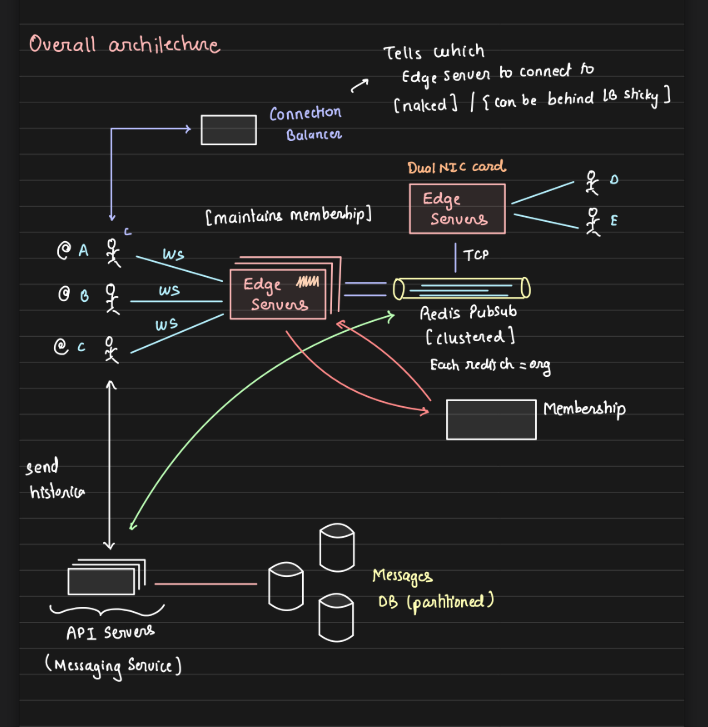 Overall architecture
Tells which
Edge Server to connect to
[naked] / [can be behind LB sticky]
Connection
Balancer
Dual NIC card
Edge
Servers
D
E
[maintains membership]
TCP
C
@ A
WS
@ B
WS
@ C
WS
Edge
Servers
Redis Pubsub
[clustered]
Each redis ch = org
Membership
send
historica
Messages
DB (partitioned)
API Servers
(Messaging Service]